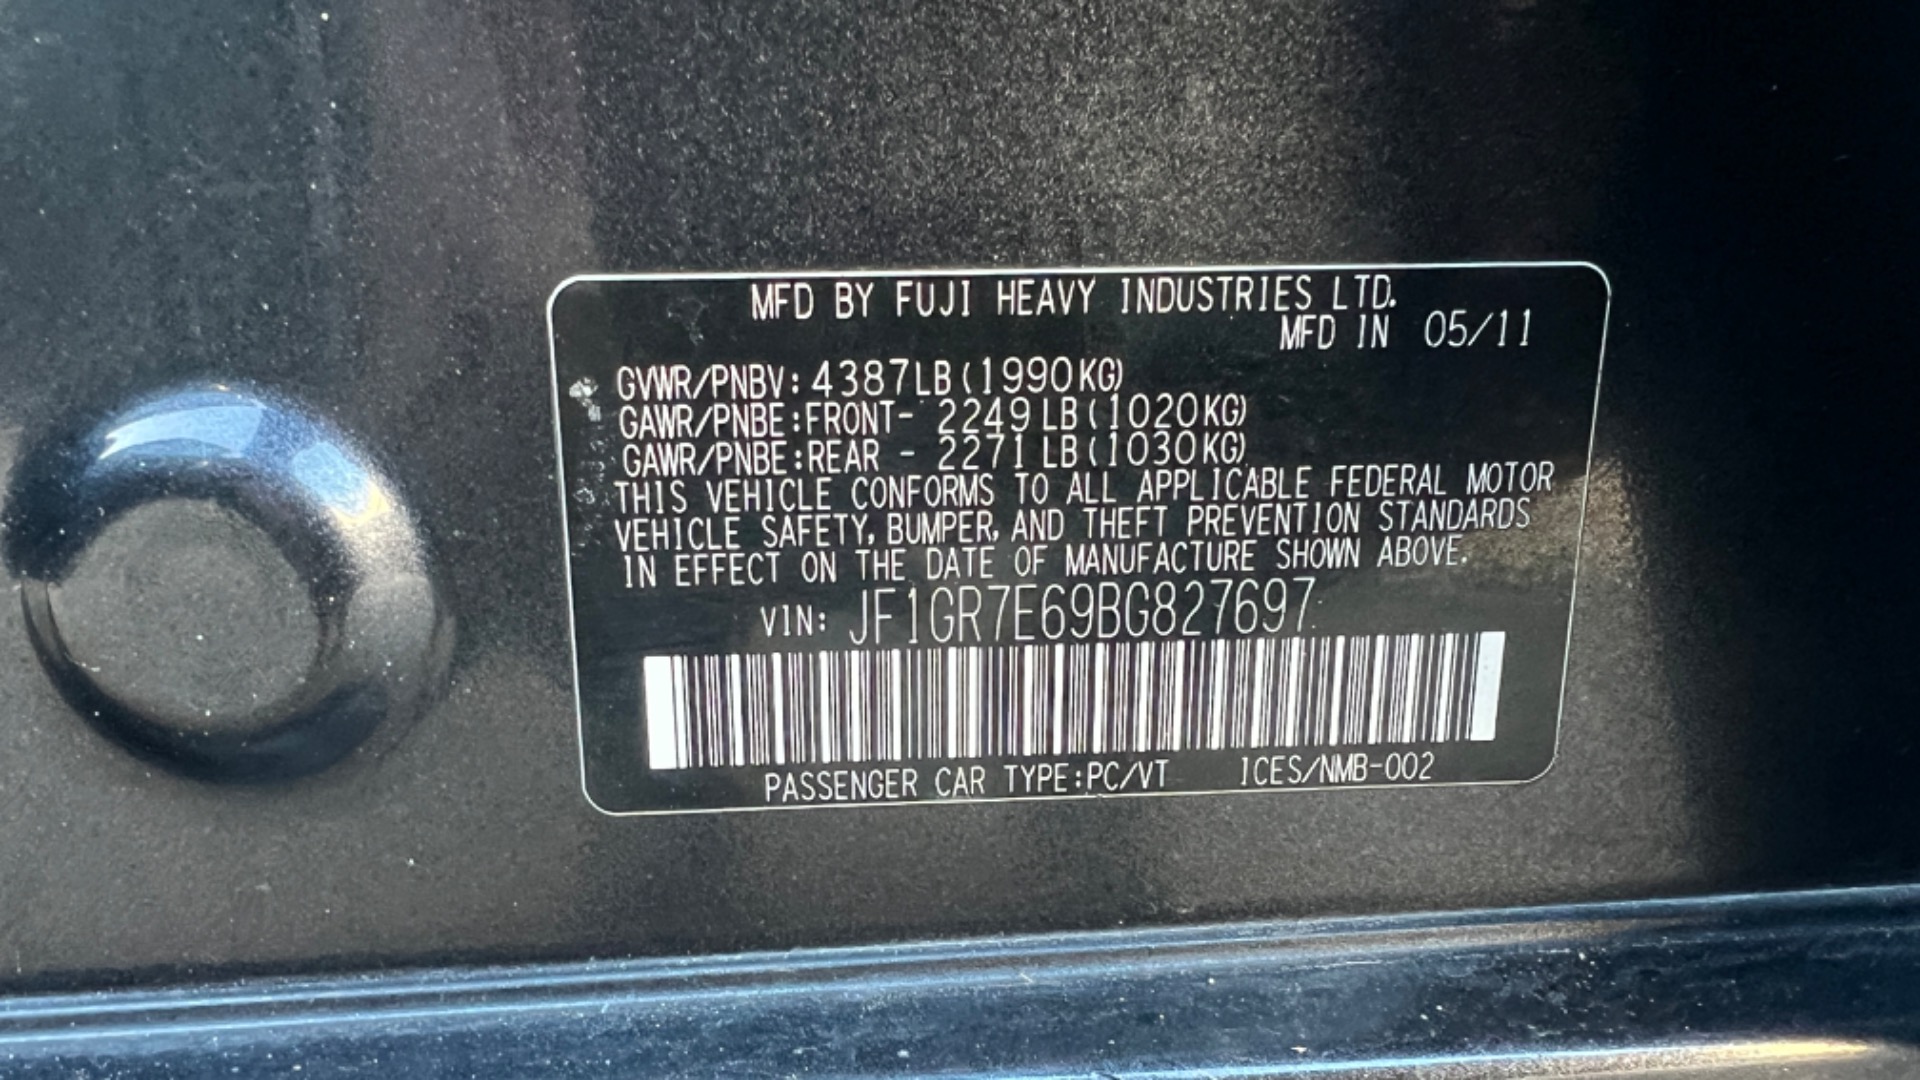 MFD BY FUJI HEAVY INDUSTRIES LTD.
MFD IN 05/11
GVWR/PNBV: 4387LB(1990KG)
GAWR/PNBE:FRONT- 2249LB(1020KG)
GAWR/PNBE:REAR - 2271LB(1030KG)
THIS VEHICLE CONFORMS TO ALL APPLICABLE FEDERAL MOTOR
VEHICLE SAFETY, BUMPER, AND THEFT PREVENTION STANDARDS
IN EFFECT ON THE DATE OF MANUFACTURE SHOWN ABOVE.
VIN: JF1GR7E69BG827697
PASSENGER CAR TYPE:PC/VT ICES/NMB-002